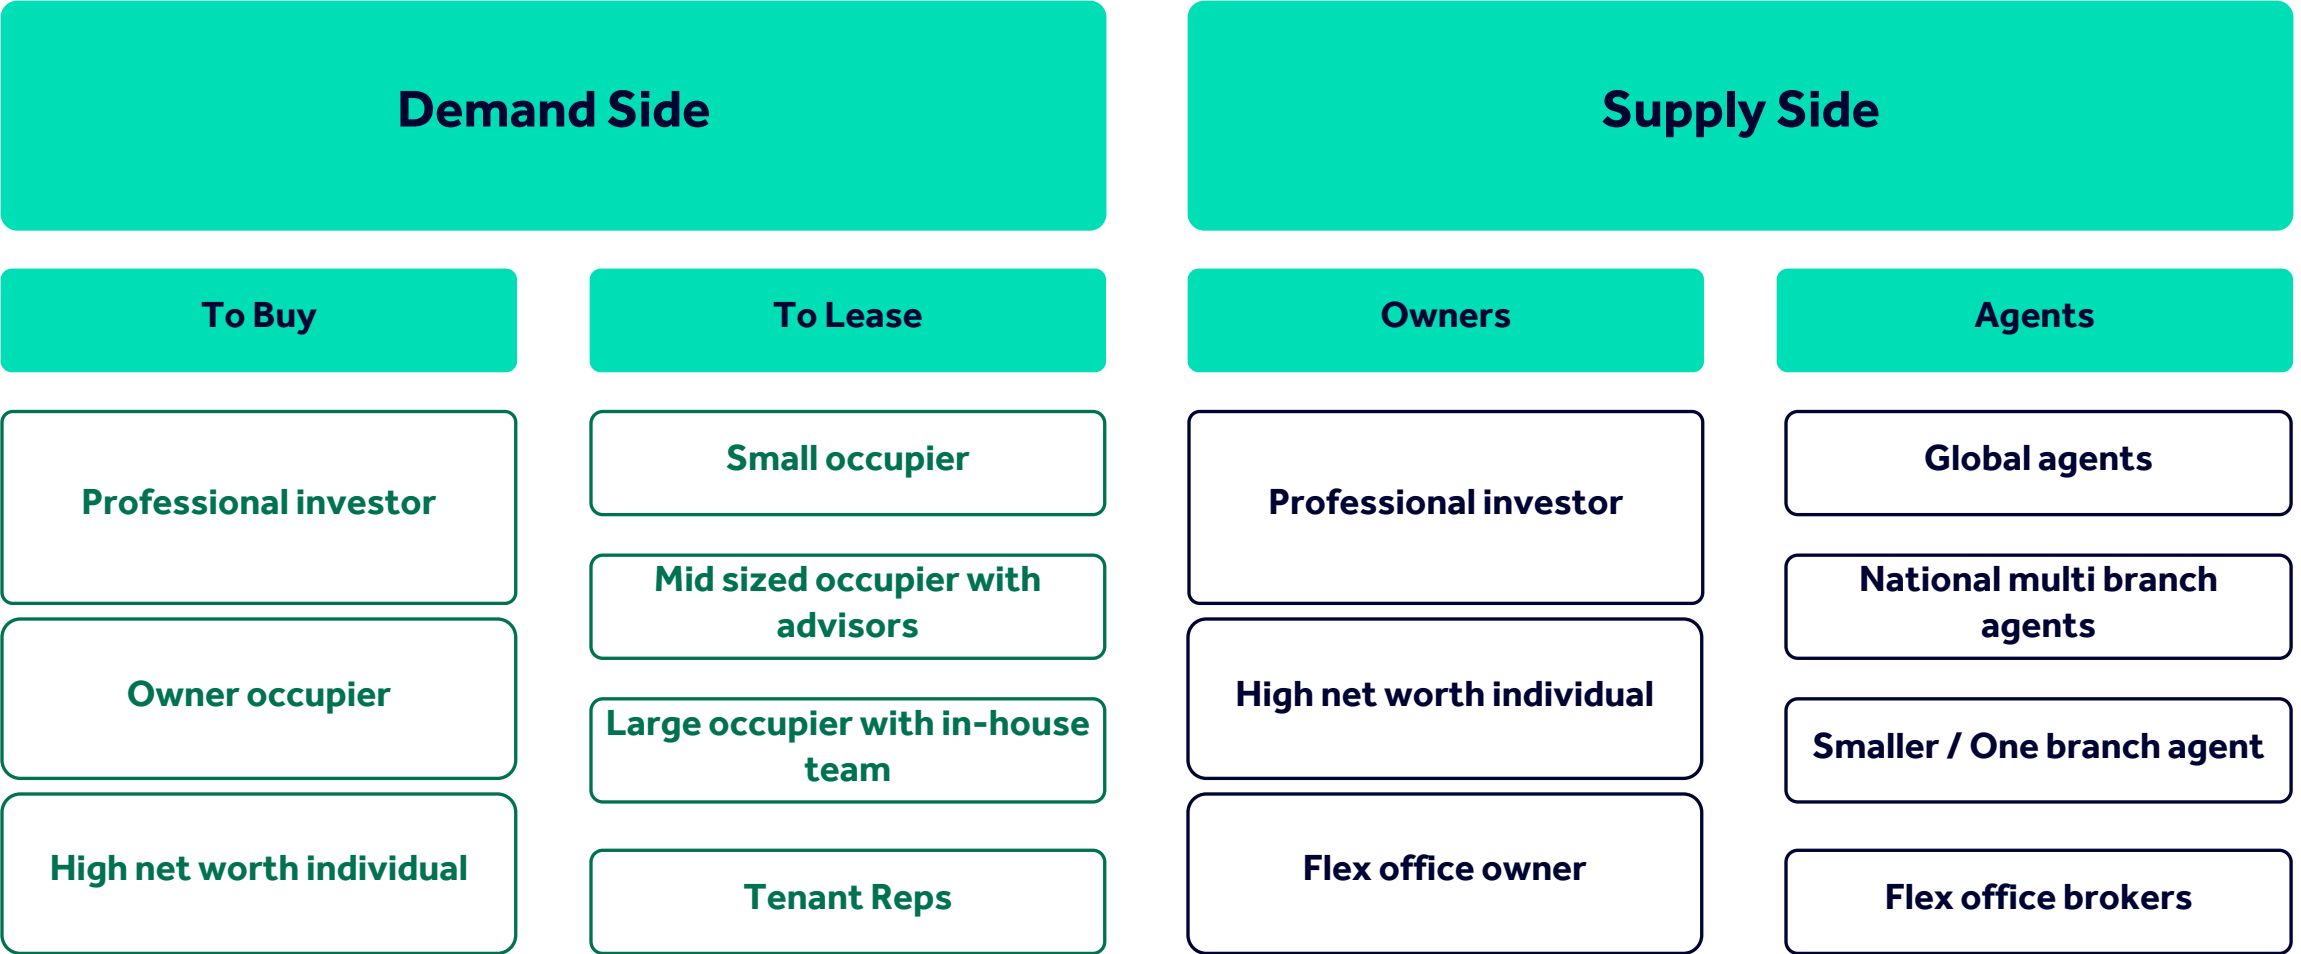 Demand Side
Supply Side
To Buy
To Lease
Owners
Agents
Professional investor
Owner occupier
High net worth individual
Small occupier
Mid sized occupier with
advisors
Large occupier with in-house
team
Tenant Reps
Professional investor
High net worth individual
Flex office owner
Global agents
National multi branch
agents
Smaller / One branch agent
Flex office brokers